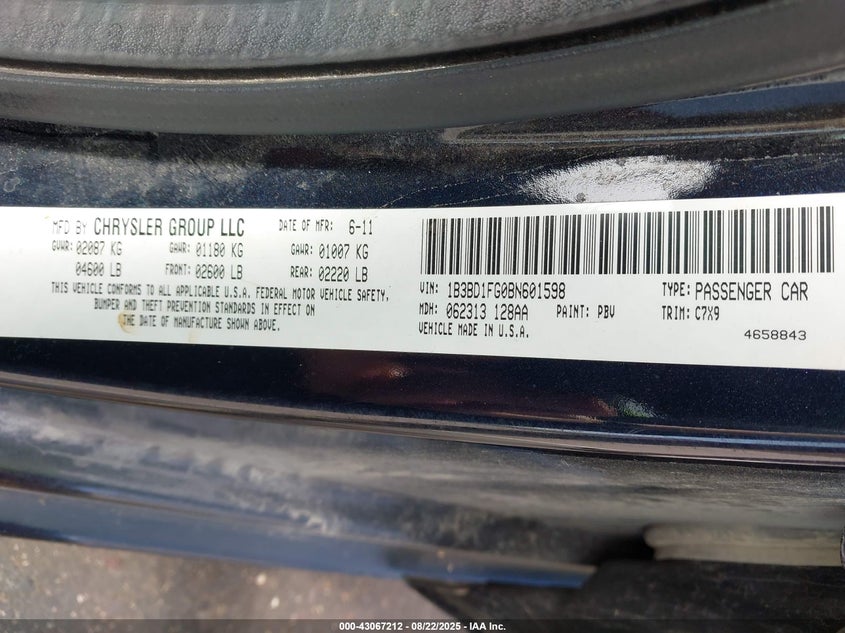 MFD BY CHRYSLER GROUP LLC DATE OF MFR: 6-11
GVWR: 02087 KG GAWR: 01180 KG GAWR: 01007 KG
04600 LB FRONT: 02600 LB REAR: 02220 LB
THIS VEHICLE CONFORMS TO ALL APPLICABLE U.S.A. FEDERAL MOTOR VEHICLE SAFETY,
BUMPER AND THEFT PREVENTION STANDARDS IN EFFECT ON
THE DATE OF MANUFACTURE SHOWN ABOVE.
VIN: 1B3BD1FG0BN601598 TYPE: PASSENGER CAR
MDH: 062313 128AA PAINT: PBV TRIM: C7X9
VEHICLE MADE IN U.S.A. 4658843
000-43067212 - 08/22/2025 - IAA Inc.